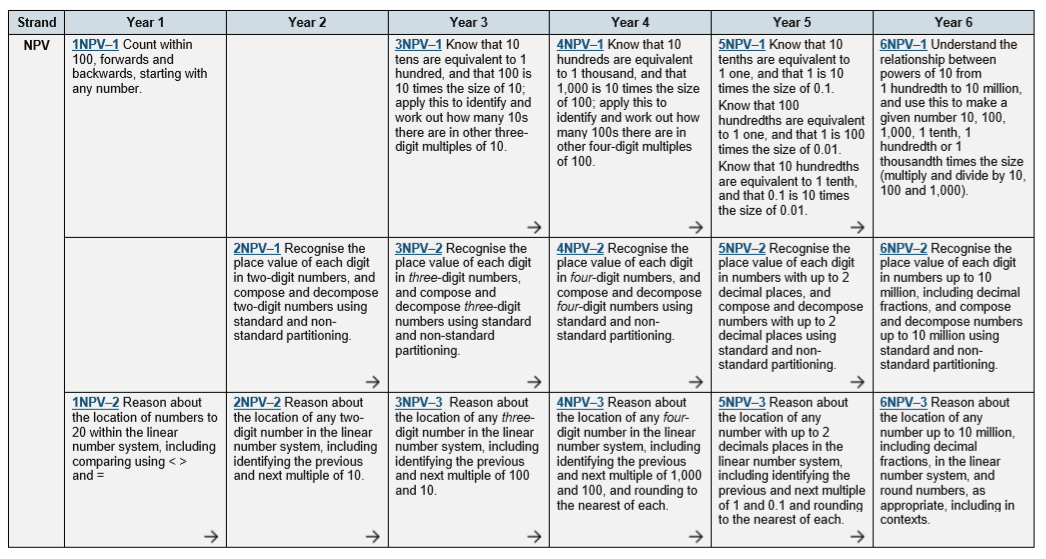 Strand
Year 1
Year 2
Year 3
Year 4
Year 5
Year 6
NPV
1NPV–1 Count within
100, forwards and
backwards, starting with
any number.
3NPV–1 Know that 10
tens are equivalent to 1
hundred, and that 100 is
10 times the size of 10;
apply this to identify and
work out how many 10s
there are in other three-
digit multiples of 10.
→
4NPV–1 Know that 10
hundreds are equivalent
to 1 thousand, and that
1,000 is 10 times the size
of 100; apply this to
identify and work out how
many 100s there are in
other four-digit multiples
of 100.
→
5NPV–1 Know that 10
tenths are equivalent to
1 one, and that 1 is 10
times the size of 0.1.
Know that 100
hundredths are equivalent
to 1 one, and that 1 is 100
times the size of 0.01.
Know that 10 hundredths
are equivalent to 1 tenth,
and that 0.1 is 10 times
the size of 0.01.
→
6NPV–1 Understand the
relationship between
powers of 10 from
1 hundredth to 10 million,
and use this to make a
given number 10, 100,
1,000, 1 tenth, 1
hundredth or 1
thousandth times the size
(multiply and divide by 10,
100 and 1,000).
2NPV–1 Recognise the
place value of each digit
in two-digit numbers, and
compose and decompose
two-digit numbers using
standard and non-
standard partitioning.
→
3NPV–2 Recognise the
place value of each digit
in three-digit numbers,
and compose and
decompose three-digit
numbers using standard
and non-standard
partitioning.
→
4NPV–2 Recognise the
place value of each digit
in four-digit numbers, and
compose and decompose
four-digit numbers using
standard and non-
standard partitioning.
→
5NPV–2 Recognise the
place value of each digit
in numbers with up to 2
decimal places, and
compose and decompose
numbers with up to 2
decimal places using
standard and non-
standard partitioning.
→
6NPV–2 Recognise the
place value of each digit
in numbers up to 10
million, including decimal
fractions, and compose
and decompose numbers
up to 10 million using
standard and non-
standard partitioning.
1NPV–2 Reason about
the location of numbers to
20 within the linear
number system, including
comparing using < >
and =
→
2NPV–2 Reason about
the location of any two-
digit number in the linear
number system, including
identifying the previous
and next multiple of 10.
→
3NPV–3 Reason about
the location of any three-
digit number in the linear
number system, including
identifying the previous
and next multiple of 100
and 10.
→
4NPV–3 Reason about
the location of any four-
digit number in the linear
number system, including
identifying the previous
and next multiple of 1,000
and 100, and rounding to
the nearest of each.
→
5NPV–3 Reason about
the location of any
number with up to 2
decimals places in the
linear number system,
including identifying the
previous and next multiple
of 1 and 0.1 and rounding
to the nearest of each.
→
6NPV–3 Reason about
the location of any
number up to 10 million,
including decimal
fractions, in the linear
number system, and
round numbers, as
appropriate, including in
contexts.